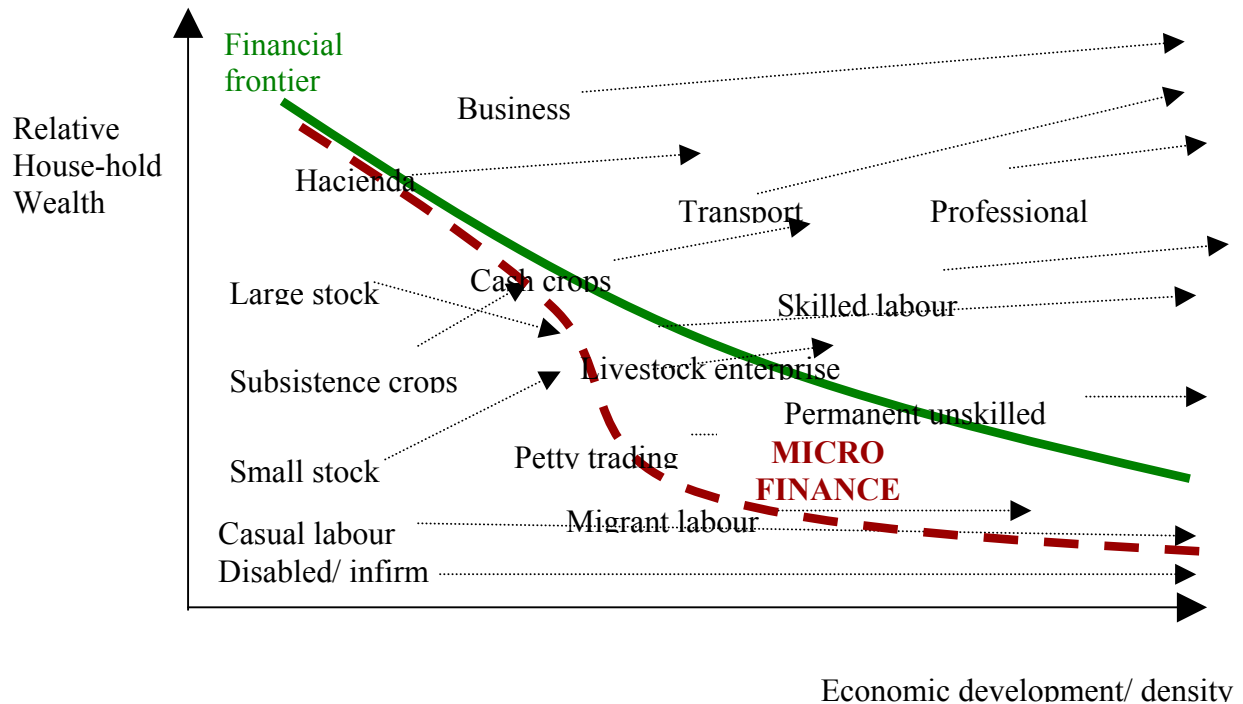 Financial
frontier
Business
Relative
House-hold
Wealth
Hacienda
Transport
Professional
Cash crops
Large stock
Skilled labour
Livestock enterprise
Subsistence crops
Permanent unskilled
MICRO
FINANCE
Petty trading
Small stock
Migrant labour
Casual labour
Disabled/ infirm
Economic development/ density